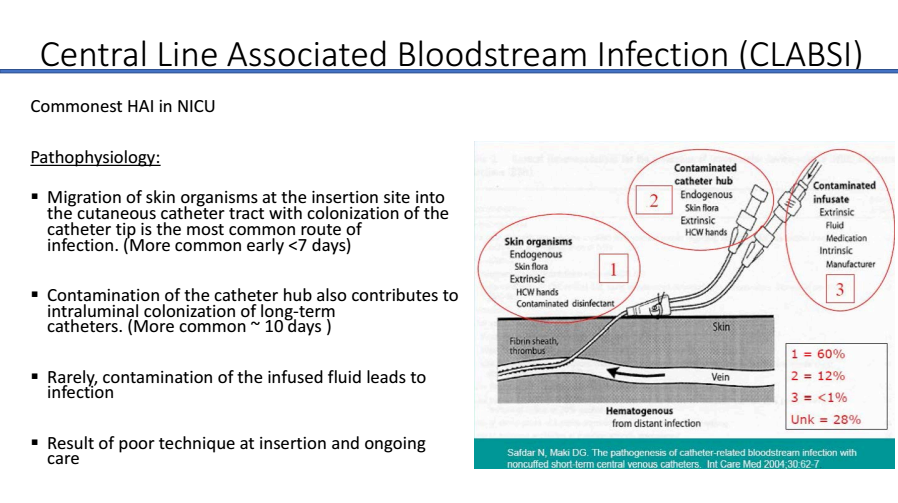 Central Line Associated Bloodstream Infection (CLABSI)
Commonest HAI in NICU
Pathophysiology:
▪ Migration of skin organisms at the insertion site into
the cutaneous catheter tract with colonization of the
catheter tip is the most common route of
infection. (More common early <7 days)
▪ Contamination of the catheter hub also contributes to
intraluminal colonization of long-term
catheters. (More common ~ 10 days )
▪ Rarely, contamination of the infused fluid leads to
infection
▪ Result of poor technique at insertion and ongoing
care
Skin organisms
Endogenous
Skin flora
Extrinsic
HCW hands
Contaminated disinfectant
1
Contaminated
catheter hub
Endogenous
Skin flora
Extrinsic
HCW hands
2
Contaminated
infusate
Extrinsic
Fluid
Medication
Intrinsic
Manufacturer
3
Skin
Fibrin sheath,
thrombus
Vein
Hematogenous
from distant infection
1 = 60%
2 = 12%
3 = <1%
Unk = 28%
Safdar N, Maki DG. The pathogenesis of catheter-related bloodstream infection with
noncuffed short-term central venous catheters. Int Care Med 2004;30:62-7